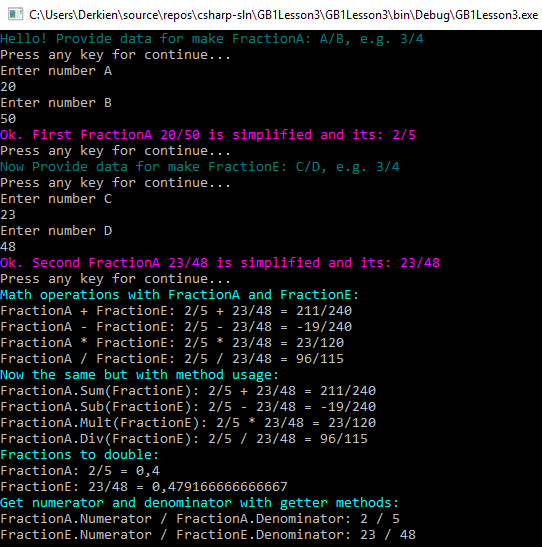 C:\Users\Derkien\source\repos\csharp-sln\GB1Lesson3\GB1Lesson3\bin\Debug\GB1Lesson3.exe
Hello! Provide data for make FractionA: A/B, e.g. 3/4
Press any key for continue...
Enter number A
20
Enter number B
50
Ok. First FractionA 20/50 is simplified and its: 2/5
Press any key for continue...
Now Provide data for make FractionE: C/D, e.g. 3/4
Press any key for continue...
Enter number C
23
Enter number D
48
Ok. Second FractionA 23/48 is simplified and its: 23/48
Press any key for continue...
Math operations with FractionA and FractionE:
FractionA + FractionE: 2/5 + 23/48 = 211/240
FractionA - FractionE: 2/5 - 23/48 = -19/240
FractionA * FractionE: 2/5 * 23/48 = 23/120
FractionA / FractionE: 2/5 / 23/48 = 96/115
Now the same but with method usage:
FractionA.Sum(FractionE): 2/5 + 23/48 = 211/240
FractionA.Sub(FractionE): 2/5 - 23/48 = -19/240
FractionA.Mult(FractionE): 2/5 * 23/48 = 23/120
FractionA.Div(FractionE): 2/5 / 23/48 = 96/115
Fractions to double:
FractionA: 2/5 = 0,4
FractionE: 23/48 = 0,479166666666667
Get numerator and denominator with getter methods:
FractionA.Numerator / FractionA.Denominator: 2 / 5
FractionE.Numerator / FractionE.Denominator: 23 / 48